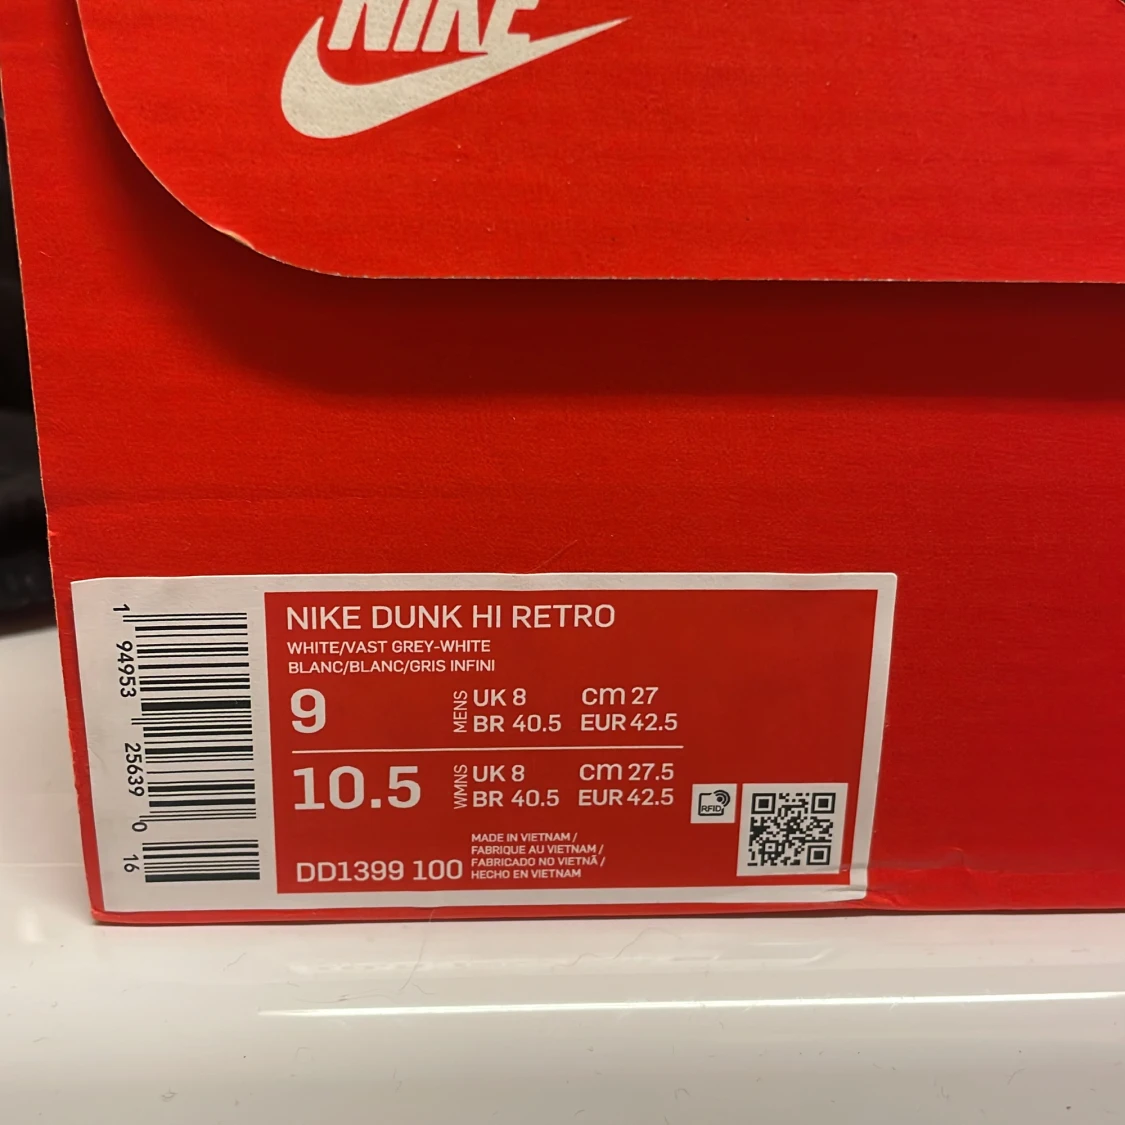 NIKE
NIKE DUNK HI RETRO
WHITE/VAST GREY-WHITE
BLANC/BLANC/GRIS INFINI
9 MENS UK 8 cm 27
BR 40.5 EUR 42.5
10.5 WMNS UK 8 cm 27.5
BR 40.5 EUR 42.5
RFID
MADE IN VIETNAM /
FABRIQUE AU VIETNAM /
FABRICADO NO VIETNÃ /
HECHO EN VIETNAM
DD1399 100
1 94953 25639 0 16